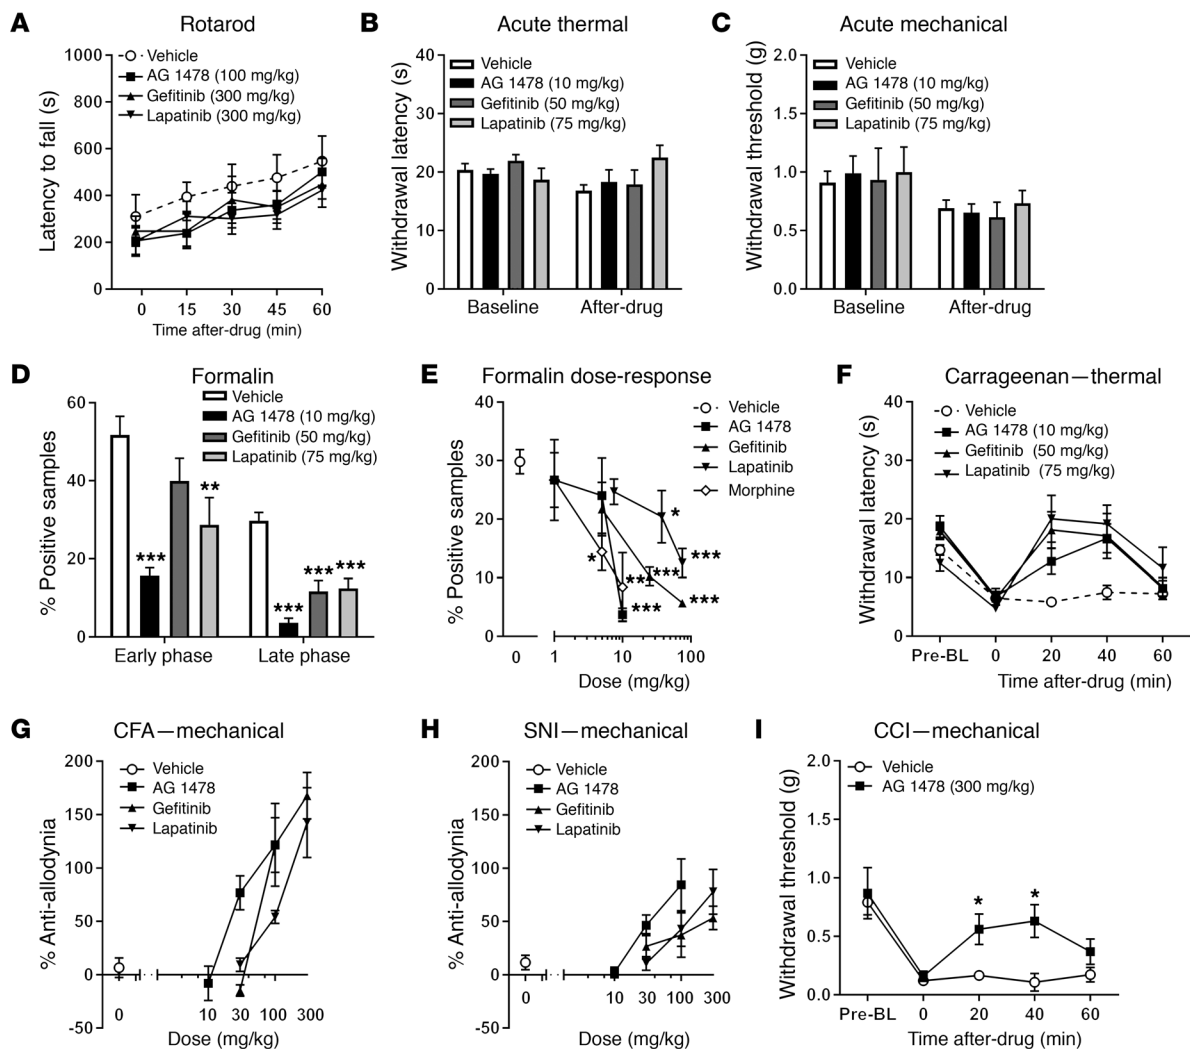 A
Rotarod
Latency to fall (s)
1000
800
600
400
200
0
Vehicle
AG 1478 (100 mg/kg)
Gefitinib (300 mg/kg)
Lapatinib (300 mg/kg)
0 15 30 45 60
Time after-drug (min)
B
Acute thermal
Withdrawal latency (s)
40
30
20
10
0
Vehicle
AG 1478 (10 mg/kg)
Gefitinib (50 mg/kg)
Lapatinib (75 mg/kg)
Baseline After-drug
C
Acute mechanical
Withdrawal threshold (g)
2.0
1.5
1.0
0.5
0.0
Vehicle
AG 1478 (10 mg/kg)
Gefitinib (50 mg/kg)
Lapatinib (75 mg/kg)
Baseline After-drug
D
Formalin
% Positive samples
60
40
20
0
Vehicle
AG 1478 (10 mg/kg)
Gefitinib (50 mg/kg)
Lapatinib (75 mg/kg)
**
***
***
***
***
Early phase Late phase
E
Formalin dose-response
% Positive samples
40
30
20
10
0
Vehicle
AG 1478
Gefitinib
Lapatinib
Morphine
*
***
*
**
***
***
***
0 1 10 100
Dose (mg/kg)
F
Carrageenan—thermal
Withdrawal latency (s)
40
30
20
10
0
Vehicle
AG 1478 (10 mg/kg)
Gefitinib (50 mg/kg)
Lapatinib (75 mg/kg)
Pre-BL 0 20 40 60
Time after-drug (min)
G
CFA—mechanical
% Anti-allodynia
200
150
100
50
0
-50
Vehicle
AG 1478
Gefitinib
Lapatinib
0 10 30 100 300
Dose (mg/kg)
H
SNI—mechanical
% Anti-allodynia
200
150
100
50
0
-50
Vehicle
AG 1478
Gefitinib
Lapatinib
0 10 30 100 300
Dose (mg/kg)
I
CCI—mechanical
Withdrawal threshold (g)
2.0
1.5
1.0
0.5
0.0
Vehicle
AG 1478 (300 mg/kg)
* *
Pre-BL 0 20 40 60
Time after-drug (min)